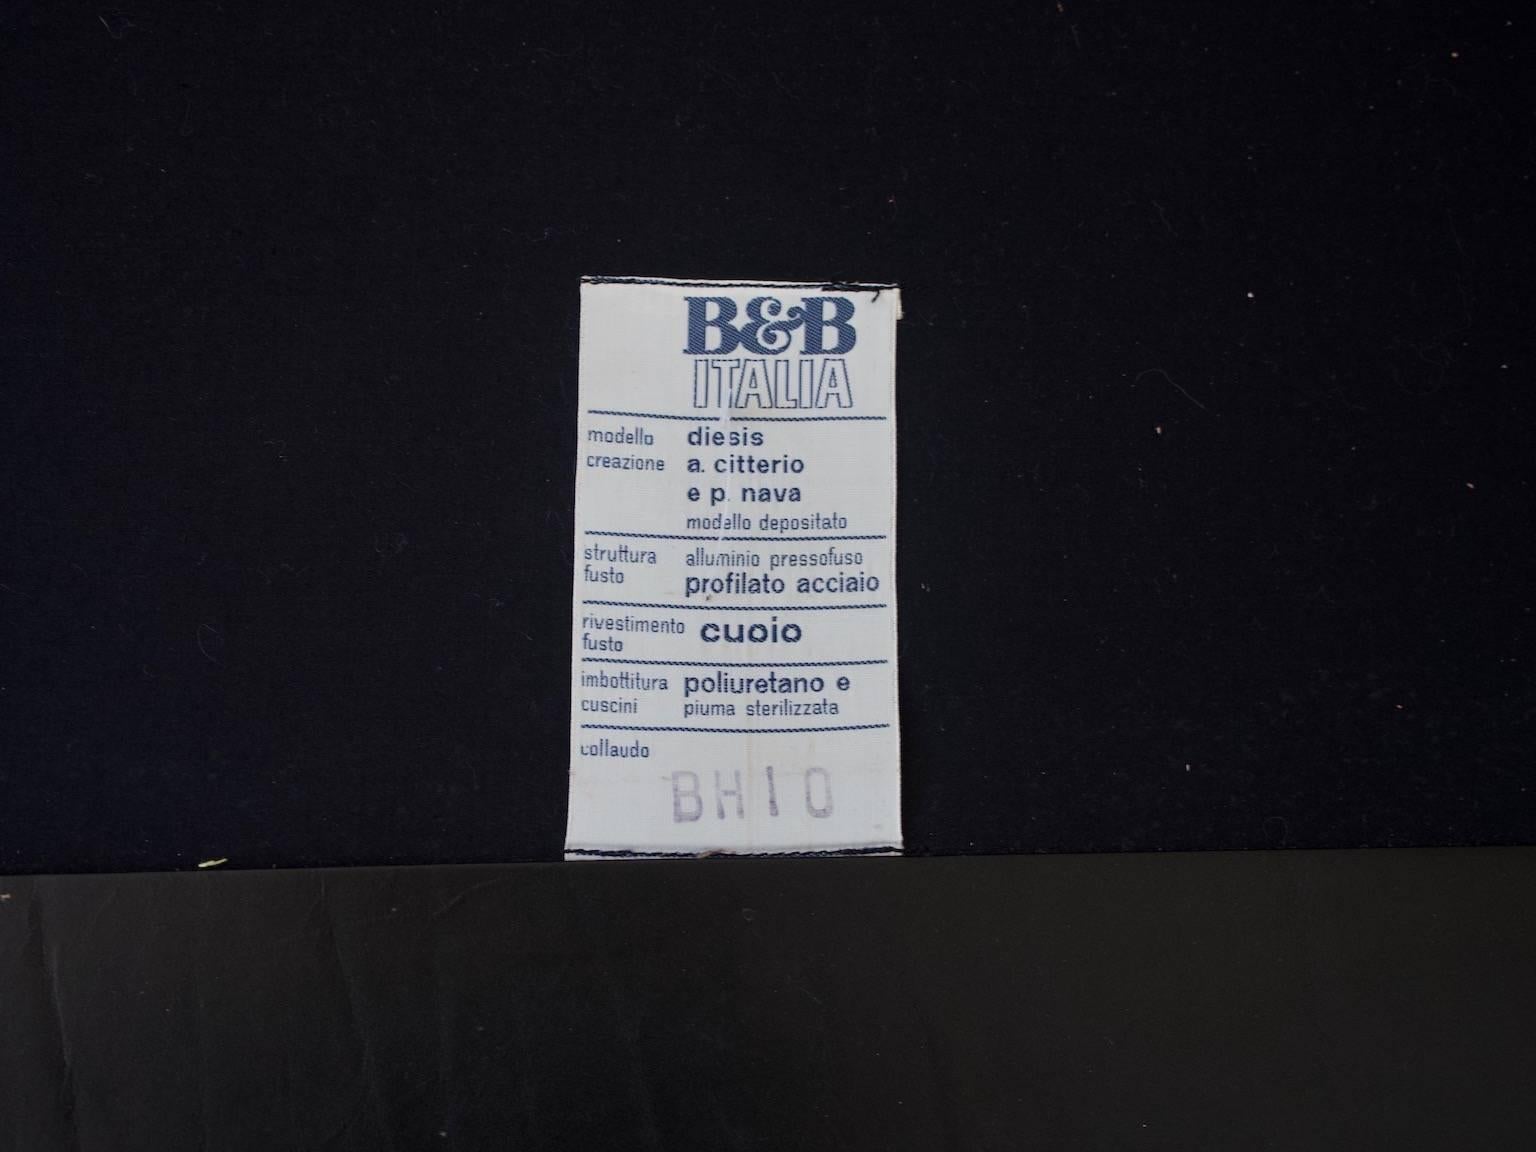 B&B
ITALIA
modello diesis
creazione a. citterio
e p. nava
modello depositato
struttura alluminio pressofuso
fusto profilato acciaio
rivestimento cuoio
fusto
imbottitura poliuretano e
cuscini piuma sterilizzata
collaudo
BH10